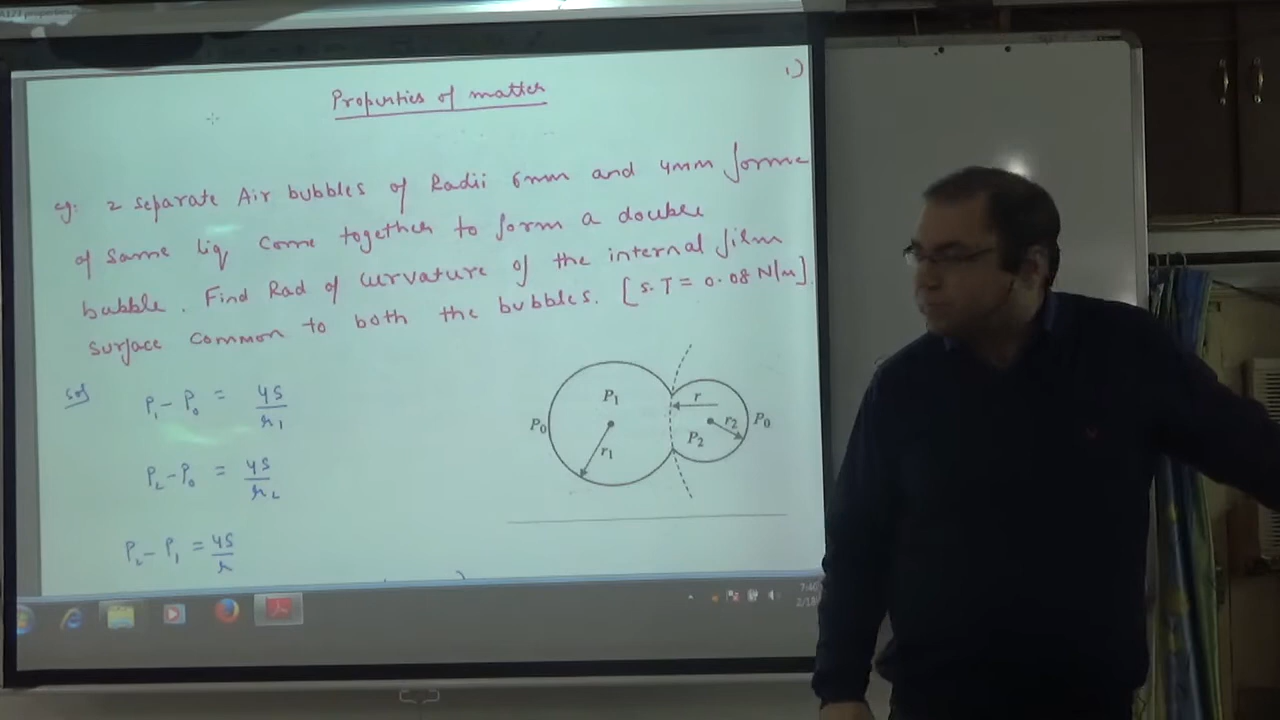 A123 properties
1)
Properties of matter
eg: 2 separate Air bubbles of Radii 6mm and 4mm forme
of same liq come together to form a double
bubble. Find Rad of curvature of the internal film
surface common to both the bubbles. [S.T = 0.08 N/m]
Sol
P₁ - P₀ = 4S/r₁
P₂ - P₀ = 4S/r₂
P₂ - P₁ = 4S/r
P₀ P₁ r₁ r P₂ r₂ P₀